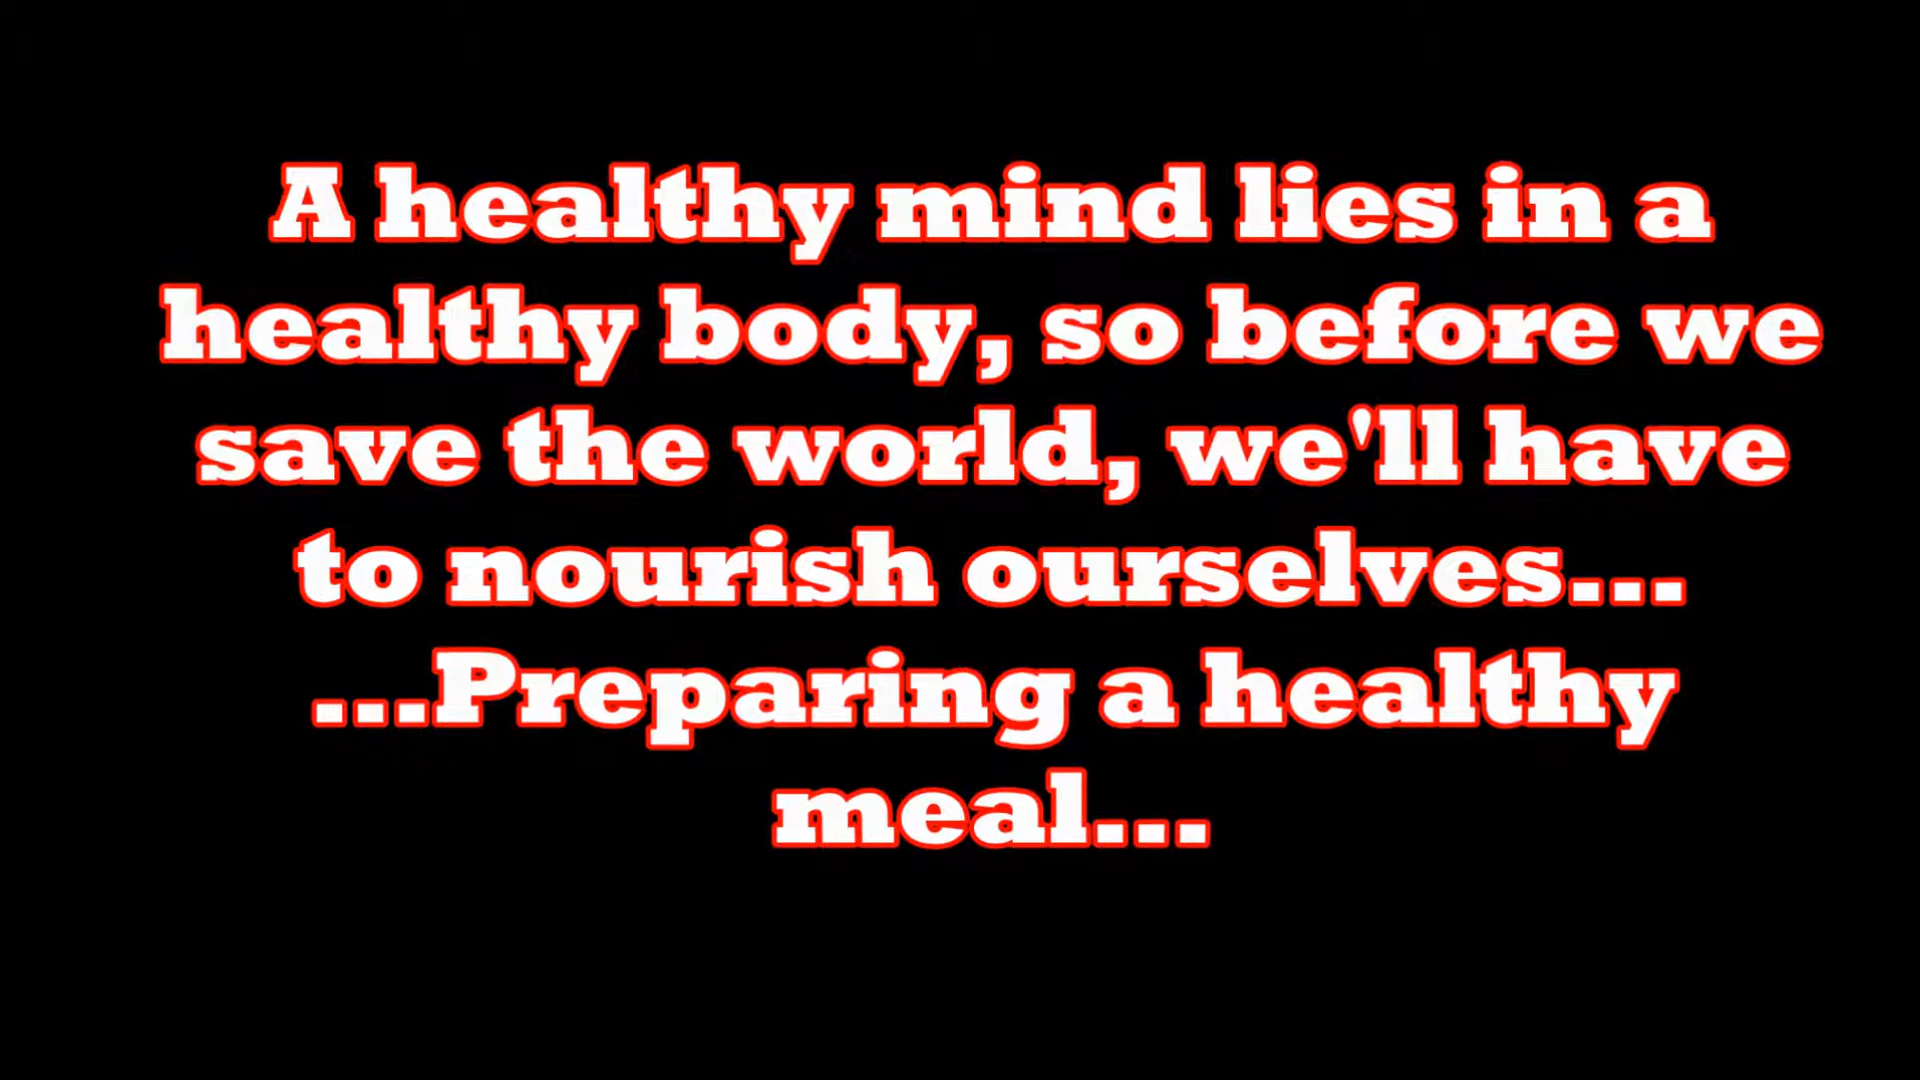 A healthy mind lies in a
healthy body, so before we
save the world, we'll have
to nourish ourselves...
...Preparing a healthy
meal...